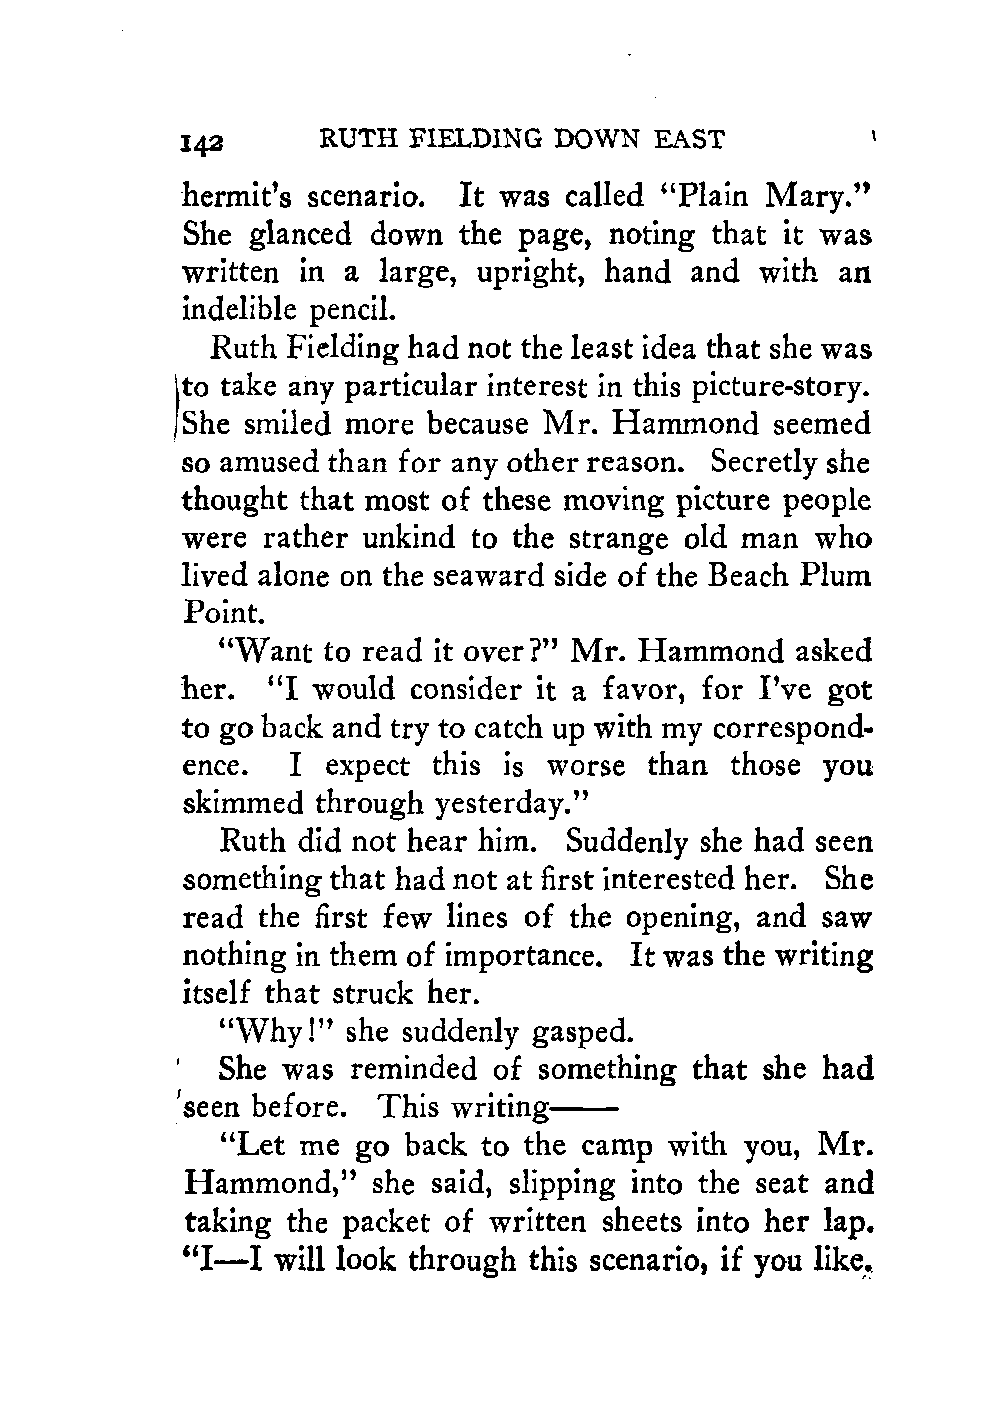 142 RUTH FIELDING DOWN EAST
hermit's scenario. It was called “Plain Mary.”
She glanced down the page, noting that it was
written in a large, upright, hand and with an
indelible pencil.
Ruth Fielding had not the least idea that she was
to take any particular interest in this picture-story.
She smiled more because Mr. Hammond seemed
so amused than for any other reason. Secretly she
thought that most of these moving picture people
were rather unkind to the strange old man who
lived alone on the seaward side of the Beach Plum
Point.
“Want to read it over?” Mr. Hammond asked
her. “I would consider it a favor, for I've got
to go back and try to catch up with my correspond-
ence. I expect this is worse than those you
skimmed through yesterday.”
Ruth did not hear him. Suddenly she had seen
something that had not at first interested her. She
read the first few lines of the opening, and saw
nothing in them of importance. It was the writing
itself that struck her.
“Why!” she suddenly gasped.
She was reminded of something that she had
seen before. This writing——
“Let me go back to the camp with you, Mr.
Hammond,” she said, slipping into the seat and
taking the packet of written sheets into her lap.
“I—I will look through this scenario, if you like.